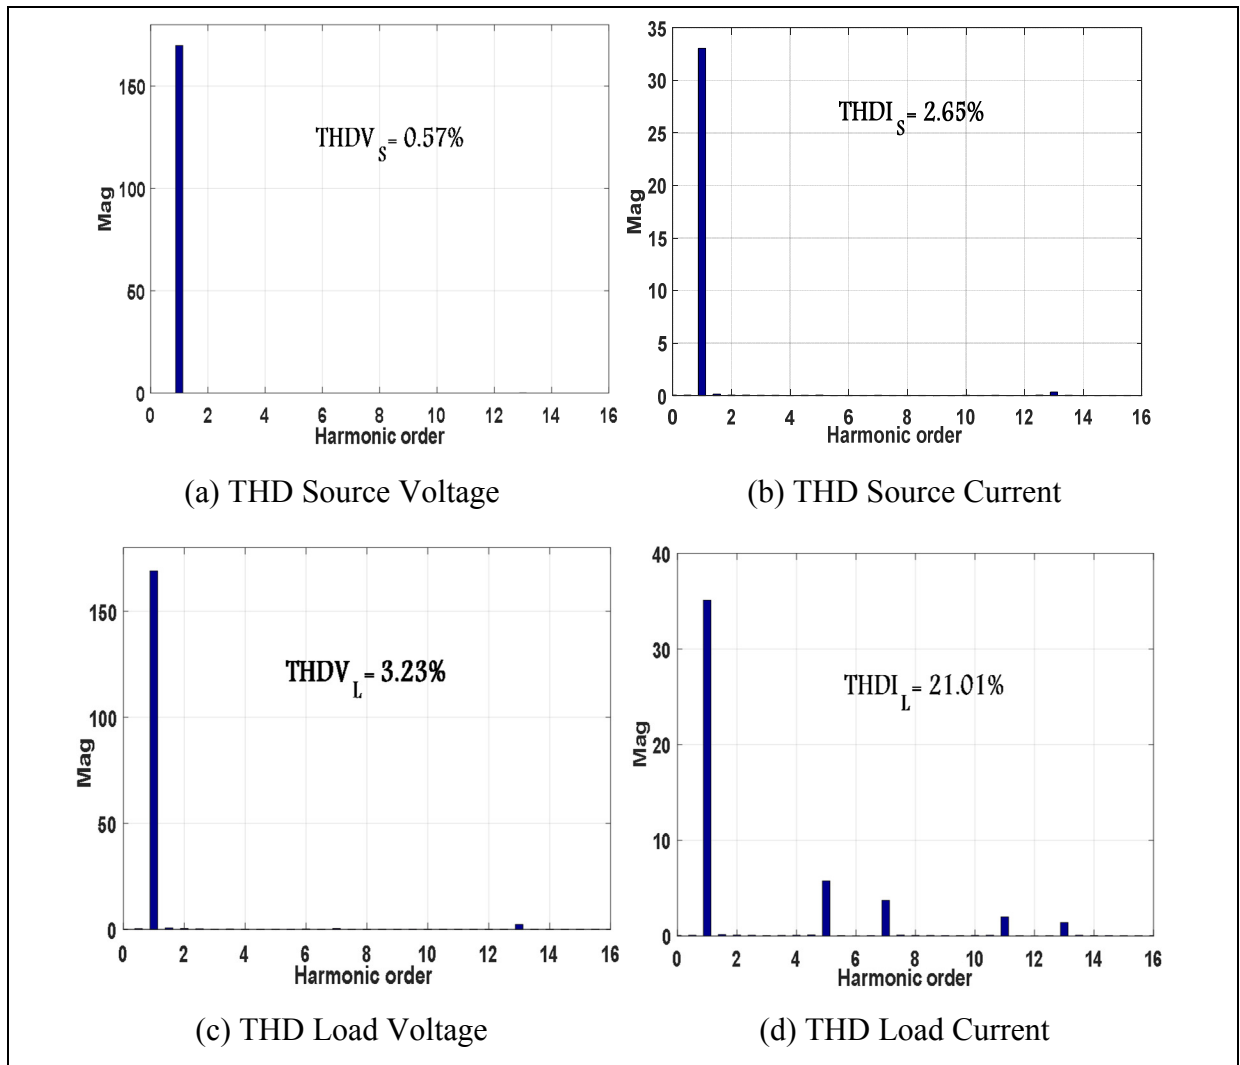 150
100
50
0
Mag
THDV S = 0.57%
0 2 4 6 8 10 12 14 16
Harmonic order
(a) THD Source Voltage
35
30
25
20
15
10
5
0
Mag
THDI S = 2.65%
0 2 4 6 8 10 12 14 16
Harmonic order
(b) THD Source Current
150
100
50
0
Mag
THDV L = 3.23%
0 2 4 6 8 10 12 14 16
Harmonic order
(c) THD Load Voltage
40
30
20
10
0
Mag
THDI L = 21.01%
0 2 4 6 8 10 12 14 16
Harmonic order
(d) THD Load Current